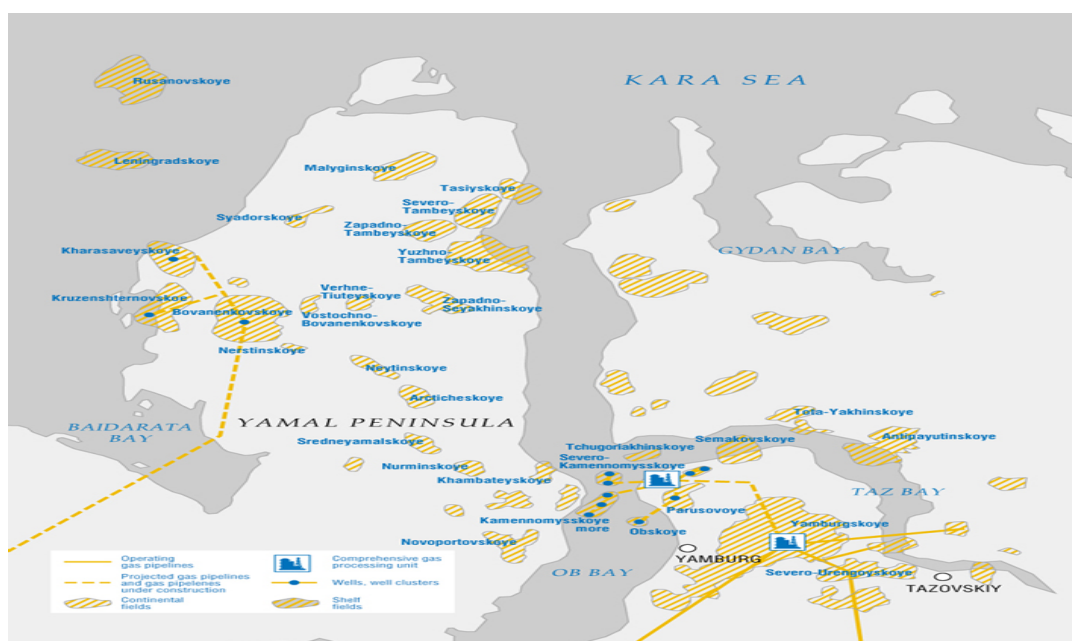 Rusanovskoye
KARA SEA
Leningradskoye
Malyginskoye
Tasiyskoye
Severo-
Tambeyskoye
Syadorskoye
Zapadno-
Tambeyskoye
Kharasaveyskoye
Yuzhno-
Tambeyskoye
GYDAN BAY
Kruzenshternovskoe
Verhne-
Tiuteyskoye
Zapadno-
Seyakhinskoye
Bovanenkovskoye
Vostochno-
Bovanenkovskoye
Nerstinskoye
Neytinskoye
Arcticheskoye
YAMAL PENINSULA
BAIDARATA
BAY
Tota-Yakhinskoye
Sredneyamalskoye
Tchugoriakhinskoye
Semakovskoye
Antipayutinskoye
Severo-
Kamennomysskoye
Nurminskoye
Khambateyskoye
TAZ BAY
Parusovoye
Kamennomysskoye
more
Obskoye
Yamburgskoye
Novoportovskoye
YAMBURG
OB BAY
Severo-Urengoyskoye
TAZOVSKIY
Operating
gas pipelines
Comprehensive gas
processing unit
Projected gas pipelines
and gas pipelenes
under construction
Wells, well clusters
Continental
fields
Shelf
fields